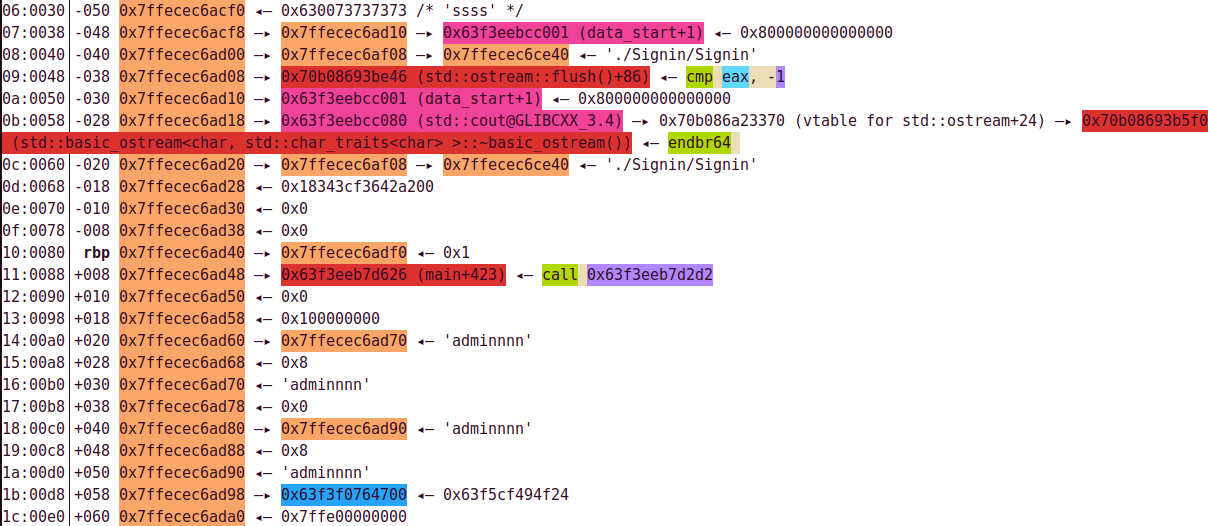 06:0030│-050 0x7ffecec6acf0 ◂— 0x630073737373 /* 'ssss' */
07:0038│-048 0x7ffecec6acf8 —▸ 0x7ffecec6ad10 —▸ 0x63f3eebcc001 (data_start+1) ◂— 0x800000000000000
08:0040│-040 0x7ffecec6ad00 —▸ 0x7ffecec6af08 —▸ 0x7ffecec6ce40 ◂— './Signin/Signin'
09:0048│-038 0x7ffecec6ad08 —▸ 0x70b08693be46 (std::ostream::flush()+86) ◂— cmp eax, -1
0a:0050│-030 0x7ffecec6ad10 —▸ 0x63f3eebcc001 (data_start+1) ◂— 0x800000000000000
0b:0058│-028 0x7ffecec6ad18 —▸ 0x63f3eebcc080 (std::cout@GLIBCXX_3.4) —▸ 0x70b086a23370 (vtable for std::ostream+24) —▸ 0x70b08693b5f0
(std::basic_ostream<char, std::char_traits<char> >::~basic_ostream()) ◂— endbr64
0c:0060│-020 0x7ffecec6ad20 —▸ 0x7ffecec6af08 —▸ 0x7ffecec6ce40 ◂— './Signin/Signin'
0d:0068│-018 0x7ffecec6ad28 ◂— 0x18343cf3642a200
0e:0070│-010 0x7ffecec6ad30 ◂— 0x0
0f:0078│-008 0x7ffecec6ad38 ◂— 0x0
10:0080│ rbp 0x7ffecec6ad40 —▸ 0x7ffecec6adf0 ◂— 0x1
11:0088│+008 0x7ffecec6ad48 —▸ 0x63f3eeb7d626 (main+423) ◂— call 0x63f3eeb7d2d2
12:0090│+010 0x7ffecec6ad50 ◂— 0x0
13:0098│+018 0x7ffecec6ad58 ◂— 0x100000000
14:00a0│+020 0x7ffecec6ad60 —▸ 0x7ffecec6ad70 ◂— 'adminnnn'
15:00a8│+028 0x7ffecec6ad68 ◂— 0x8
16:00b0│+030 0x7ffecec6ad70 ◂— 'adminnnn'
17:00b8│+038 0x7ffecec6ad78 ◂— 0x0
18:00c0│+040 0x7ffecec6ad80 —▸ 0x7ffecec6ad90 ◂— 'adminnnn'
19:00c8│+048 0x7ffecec6ad88 ◂— 0x8
1a:00d0│+050 0x7ffecec6ad90 ◂— 'adminnnn'
1b:00d8│+058 0x7ffecec6ad98 —▸ 0x63f3f0764700 ◂— 0x63f5cf494f24
1c:00e0│+060 0x7ffecec6ada0 ◂— 0x7ffe00000000